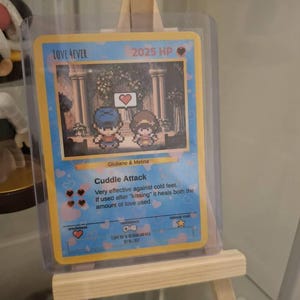 LOVE 4EVER 2025 HP
Giuliano & Melina
Cuddle Attack
Very effective against cold feet.
If used after "kissing" it heals both the
amount of love used.